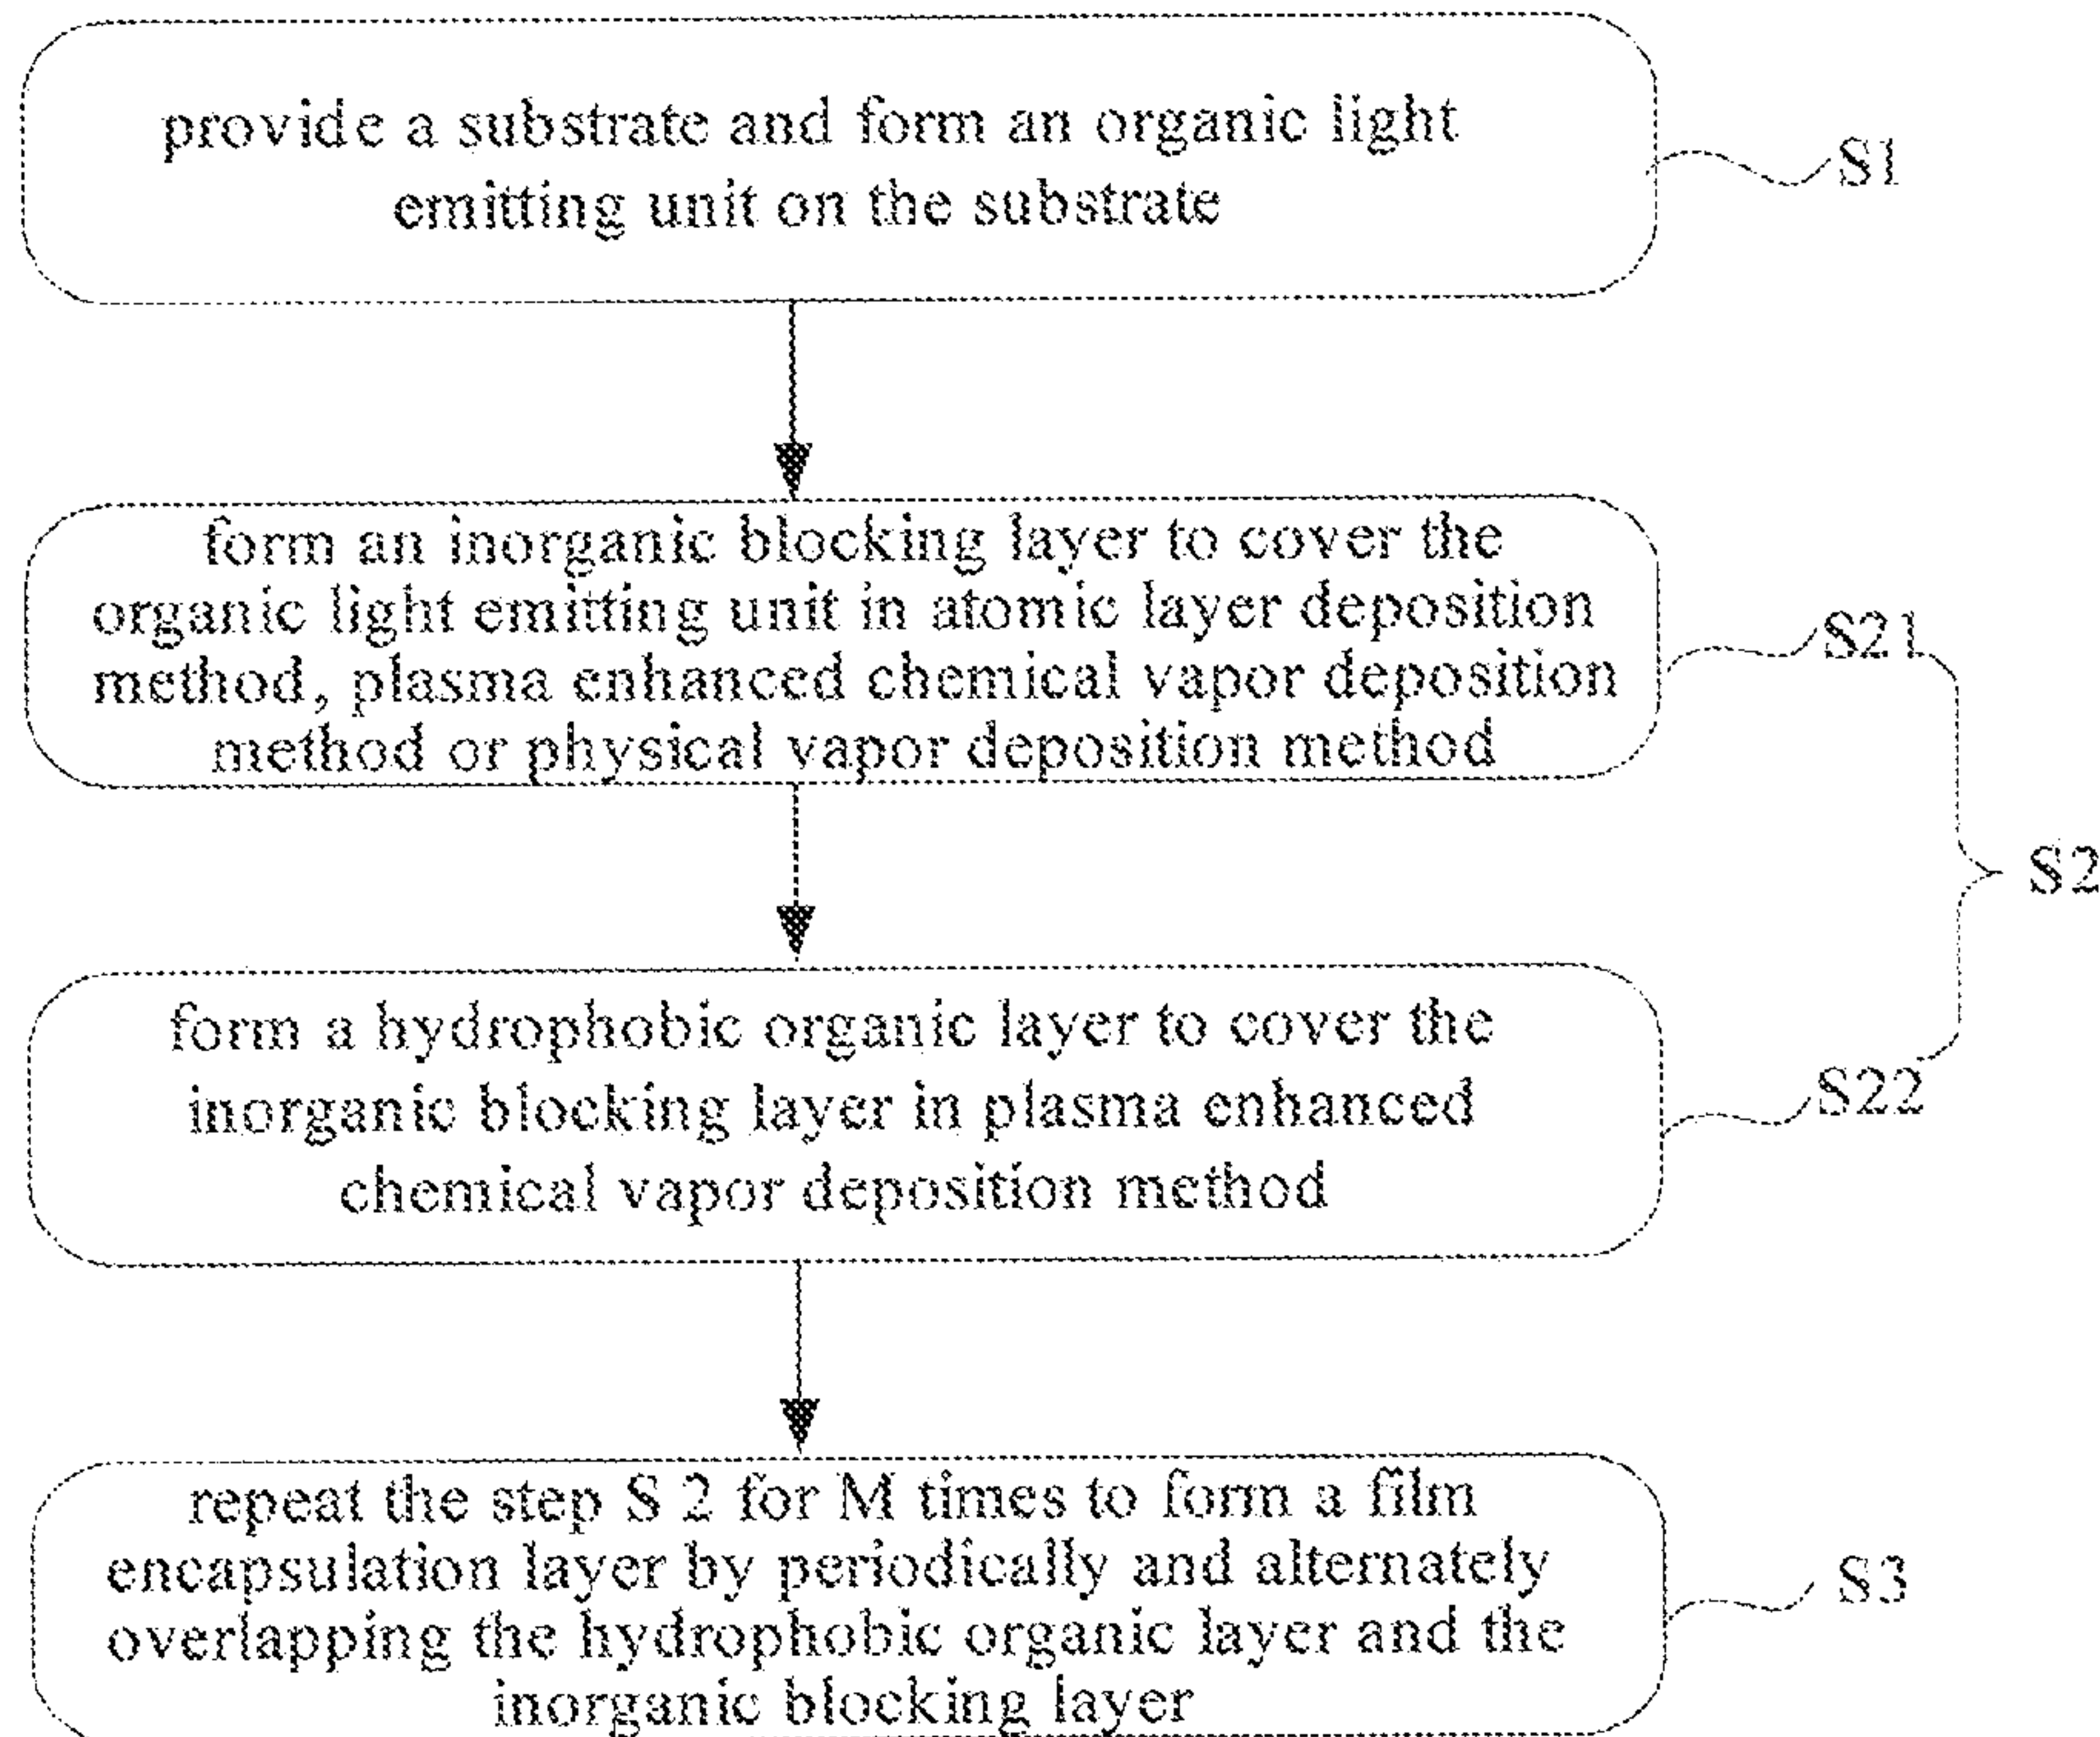 provide a substrate and form an organic light
emitting unit on the substrate
S1
form an inorganic blocking layer to cover the
organic light emitting unit in atomic layer deposition
method, plasma enhanced chemical vapor deposition
method or physical vapor deposition method
S21
S2
form a hydrophobic organic layer to cover the
inorganic blocking layer in plasma enhanced
chemical vapor deposition method
S22
repeat the step S 2 for M times to form a film
encapsulation layer by periodically and alternately
overlapping the hydrophobic organic layer and the
inorganic blocking layer
S3